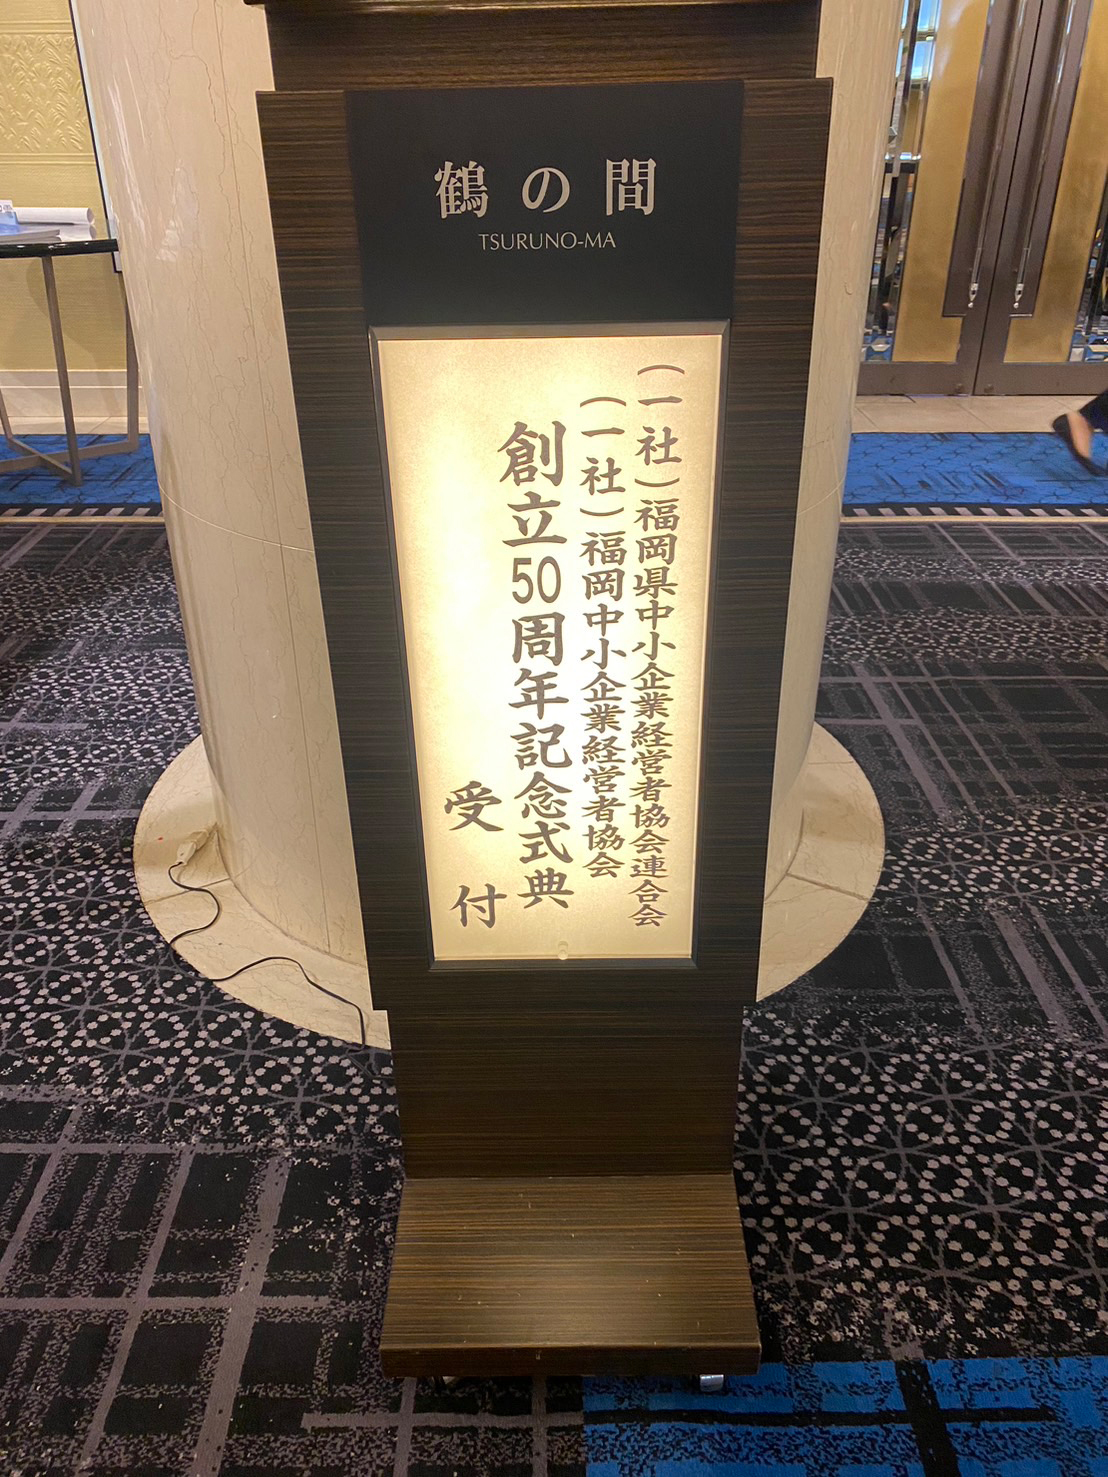 鶴の間
TSURUNO-MA
（一社）福岡県中小企業経営者協会連合会
（一社）福岡中小企業経営者協会
創立50周年記念式典
受付